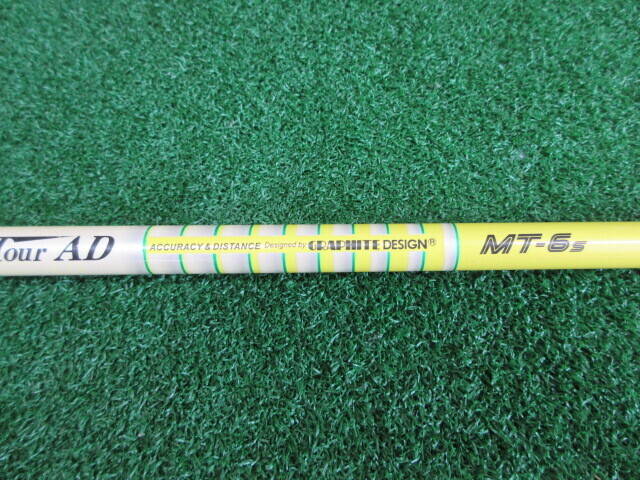 Tour AD ACCURACY & DISTANCE Designed by GRAPHITE DESIGN® MT-6s